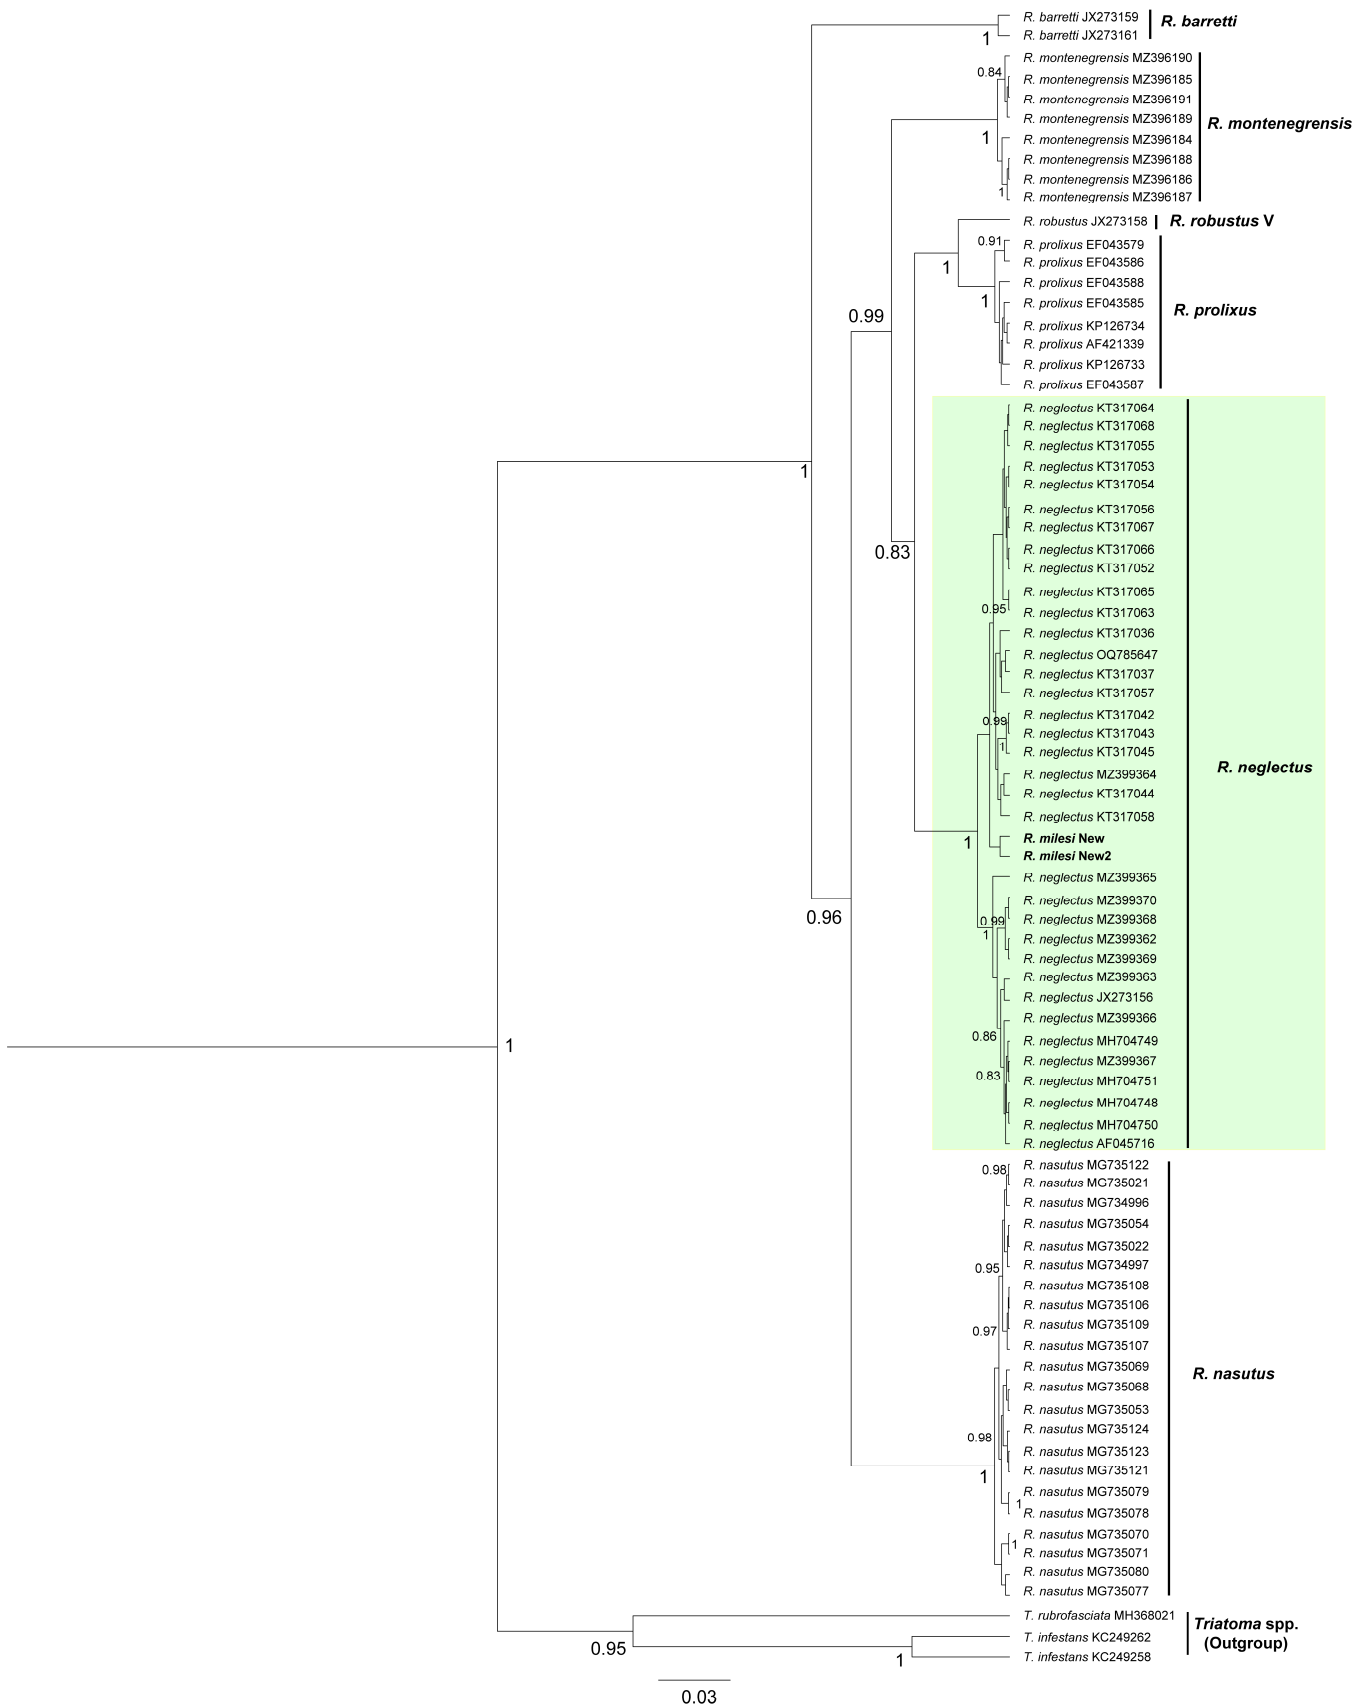 R. barretti JX273159
R. barretti
R. barretti JX273161
1
R. montenegrensis MZ396190
0.84
R. montenegrensis MZ396185
R. montenegrensis MZ396191
R. montenegrensis MZ396189
R. montenegrensis
1
R. montenegrensis MZ396184
R. montenegrensis MZ396188
R. montenegrensis MZ396186
1
R. montenegrensis MZ396187
R. robustus JX273158
R. robustus V
0.91
R. prolixus EF043579
R. prolixus EF043586
1
R. prolixus EF043588
1
R. prolixus EF043585
R. prolixus
0.99
R. prolixus KP126734
R. prolixus AF421339
R. prolixus KP126733
R. prolixus EF043587
R. neglectus KT317064
R. neglectus KT317068
R. neglectus KT317055
R. neglectus KT317053
1
R. neglectus KT317054
R. neglectus KT317056
R. neglectus KT317067
R. neglectus KT317066
0.83
R. neglectus KT317052
R. neglectus KT317065
0.95
R. neglectus KT317063
R. neglectus KT317036
R. neglectus OQ785647
R. neglectus KT317037
R. neglectus KT317057
R. neglectus KT317042
0.99
R. neglectus KT317043
1
R. neglectus KT317045
R. neglectus
R. neglectus MZ399364
R. neglectus KT317044
R. neglectus KT317058
1
R. milesi New
R. milesi New2
R. neglectus MZ399365
R. neglectus MZ399370
0.96
0.99
R. neglectus MZ399368
1
R. neglectus MZ399362
R. neglectus MZ399369
R. neglectus MZ399363
R. neglectus JX273156
R. neglectus MZ399366
0.86
1
R. neglectus MH704749
R. neglectus MZ399367
0.83
R. neglectus MH704751
R. neglectus MH704748
R. neglectus MH704750
R. neglectus AF045716
0.98
R. nasutus MG735122
R. nasutus MG735021
R. nasutus MG734996
R. nasutus MG735054
R. nasutus MG735022
0.95
R. nasutus MG734997
R. nasutus MG735108
R. nasutus MG735106
0.97
R. nasutus MG735109
R. nasutus MG735107
R. nasutus MG735069
R. nasutus
R. nasutus MG735068
R. nasutus MG735053
0.98
R. nasutus MG735124
R. nasutus MG735123
1
R. nasutus MG735121
R. nasutus MG735079
1
R. nasutus MG735078
R. nasutus MG735070
1
R. nasutus MG735071
R. nasutus MG735080
R. nasutus MG735077
T. rubrofasciata MH368021
Triatoma spp.
0.95
T. infestans KC249262
(Outgroup)
1
T. infestans KC249258
0.03